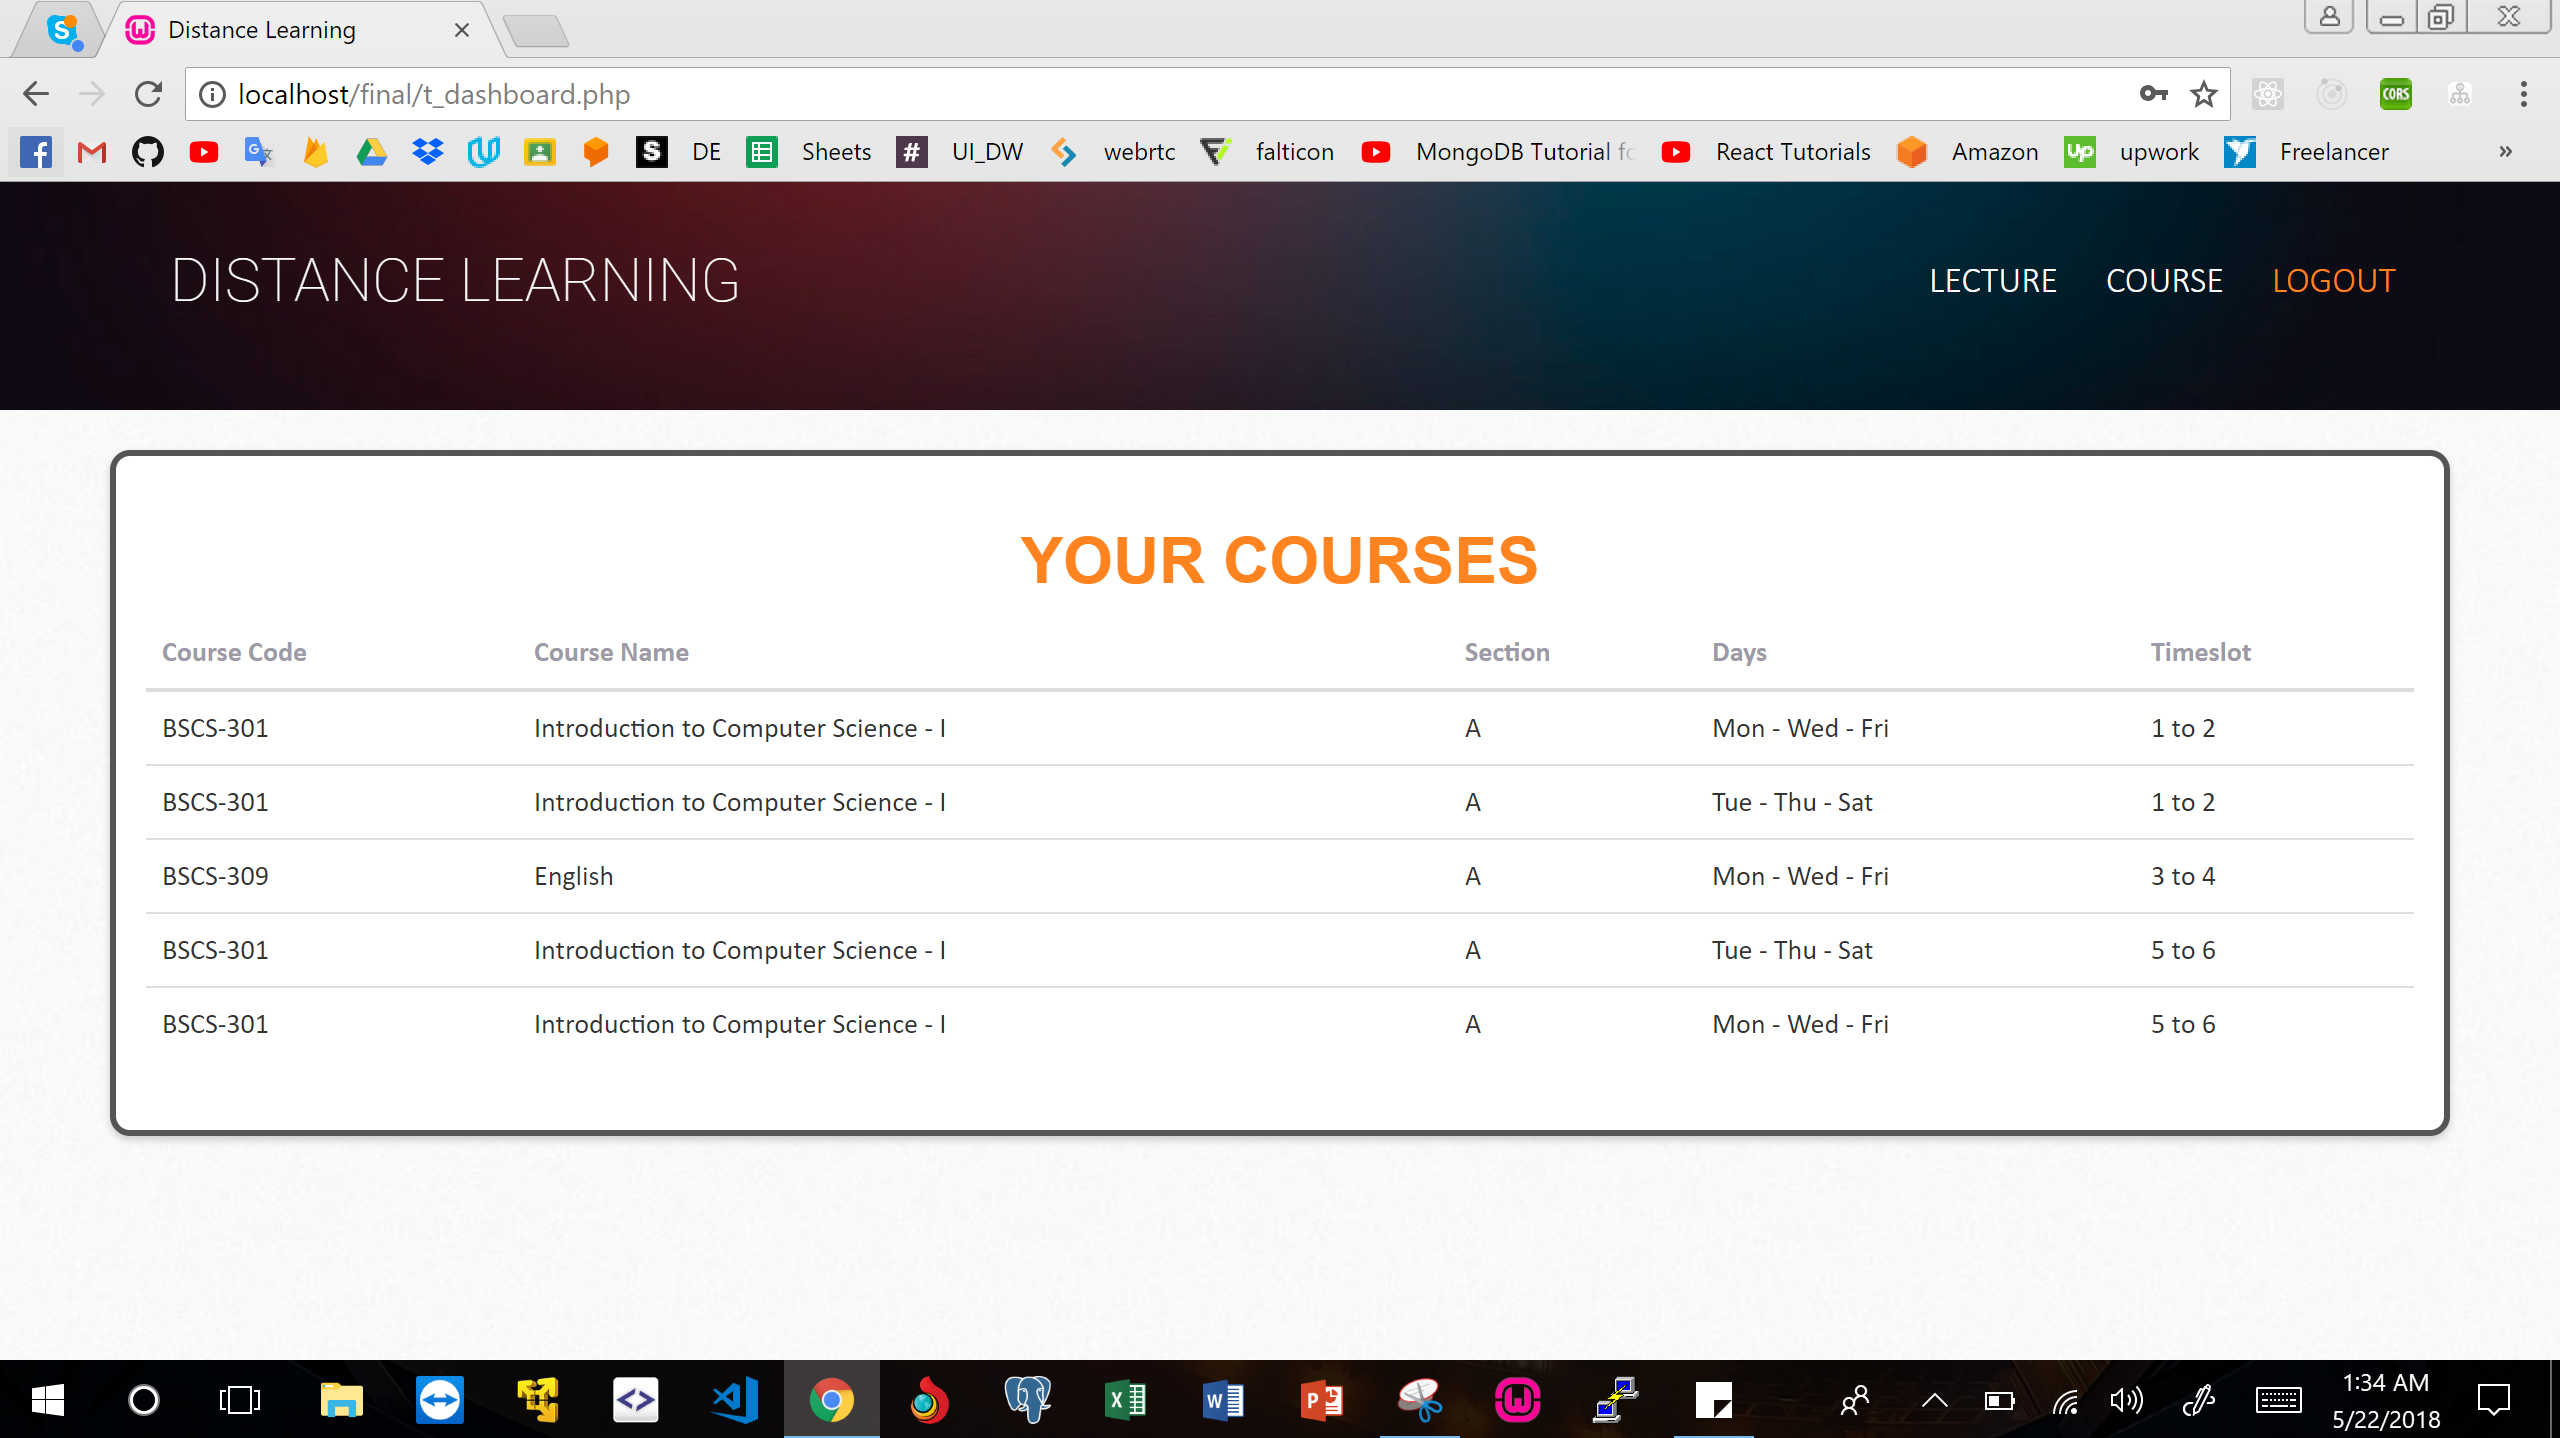 Distance Learning
localhost/final/t_dashboard.php
CORS
DE Sheets # UI_DW webrtc falticon MongoDB Tutorial React Tutorials Amazon Up upwork Freelancer »
DISTANCE LEARNING
LECTURE COURSE LOGOUT
YOUR COURSES
Course Code Course Name Section Days Timeslot
BSCS-301 Introduction to Computer Science - I A Mon - Wed - Fri 1 to 2
BSCS-301 Introduction to Computer Science - I A Tue - Thu - Sat 1 to 2
BSCS-309 English A Mon - Wed - Fri 3 to 4
BSCS-301 Introduction to Computer Science - I A Tue - Thu - Sat 5 to 6
BSCS-301 Introduction to Computer Science - I A Mon - Wed - Fri 5 to 6
1:34 AM
5/22/2018